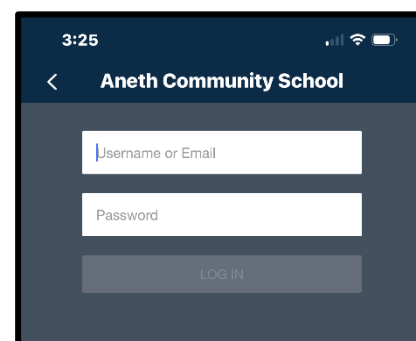 3:25
Aneth Community School
Username or Email
Password
LOG IN